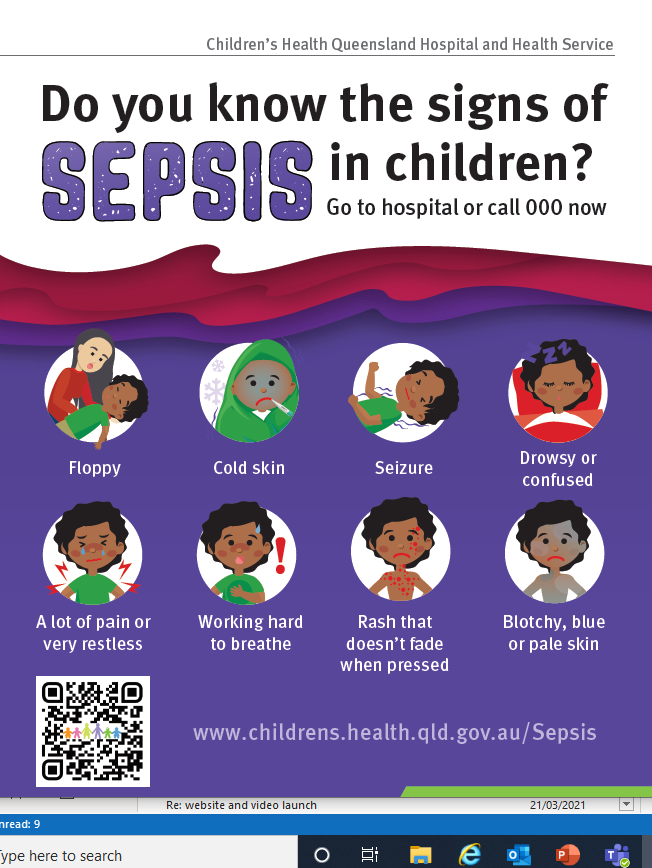 Children's Health Queensland Hospital and Health Service
Do you know the signs of
SEPSIS in children?
Go to hospital or call 000 now
ZZZ
Floppy
Cold skin
Seizure
Drowsy or
confused
!
A lot of pain or
very restless
Working hard
to breathe
Rash that
doesn't fade
when pressed
Blotchy, blue
or pale skin
www.childrens.health.qld.gov.au/Sepsis
Re: website and video launch 21/03/2021
nread: 9
ype here to search